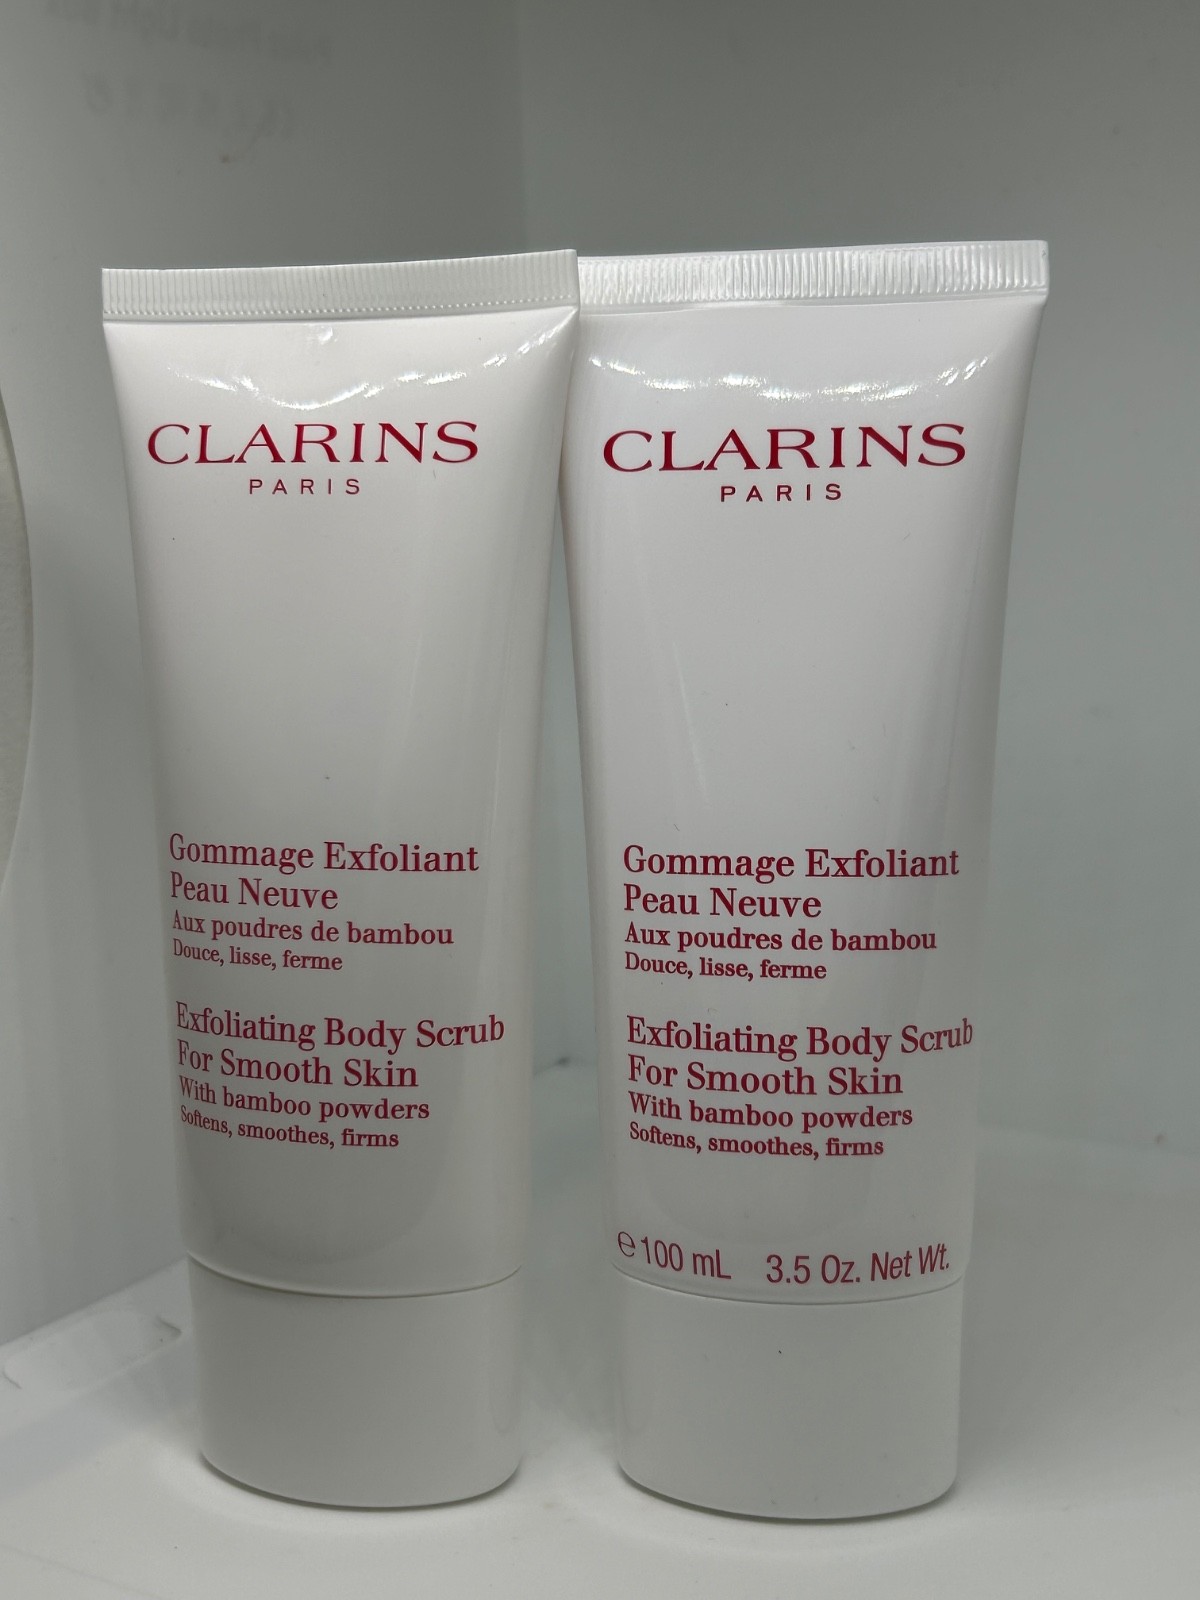 CLARINS
PARIS
Gommage Exfoliant
Peau Neuve
Aux poudres de bambou
Douce, lisse, ferme
Exfoliating Body Scrub
For Smooth Skin
With bamboo powders
Softens, smoothes, firms
CLARINS
PARIS
Gommage Exfoliant
Peau Neuve
Aux poudres de bambou
Douce, lisse, ferme
Exfoliating Body Scrub
For Smooth Skin
With bamboo powders
Softens, smoothes, firms
℮100 mL 3.5 Oz. Net Wt.